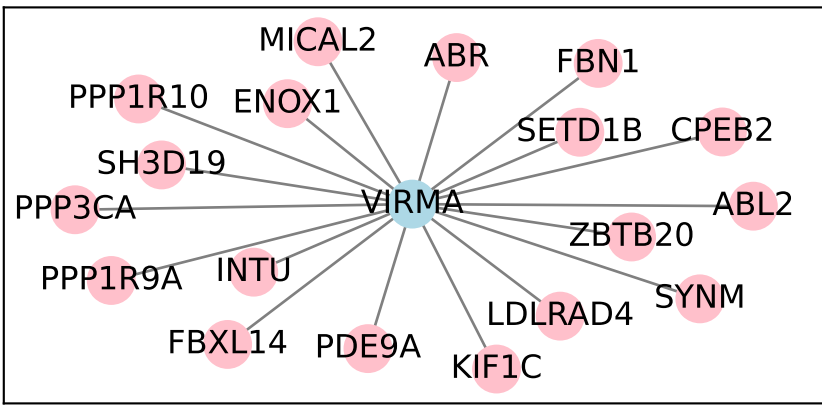 MICAL2
ABR
FBN1
PPP1R10
ENOX1
SETD1B
CPEB2
SH3D19
VIRMA
PPP3CA
ABL2
ZBTB20
PPP1R9A
INTU
SYNM
LDLRAD4
FBXL14
PDE9A
KIF1C